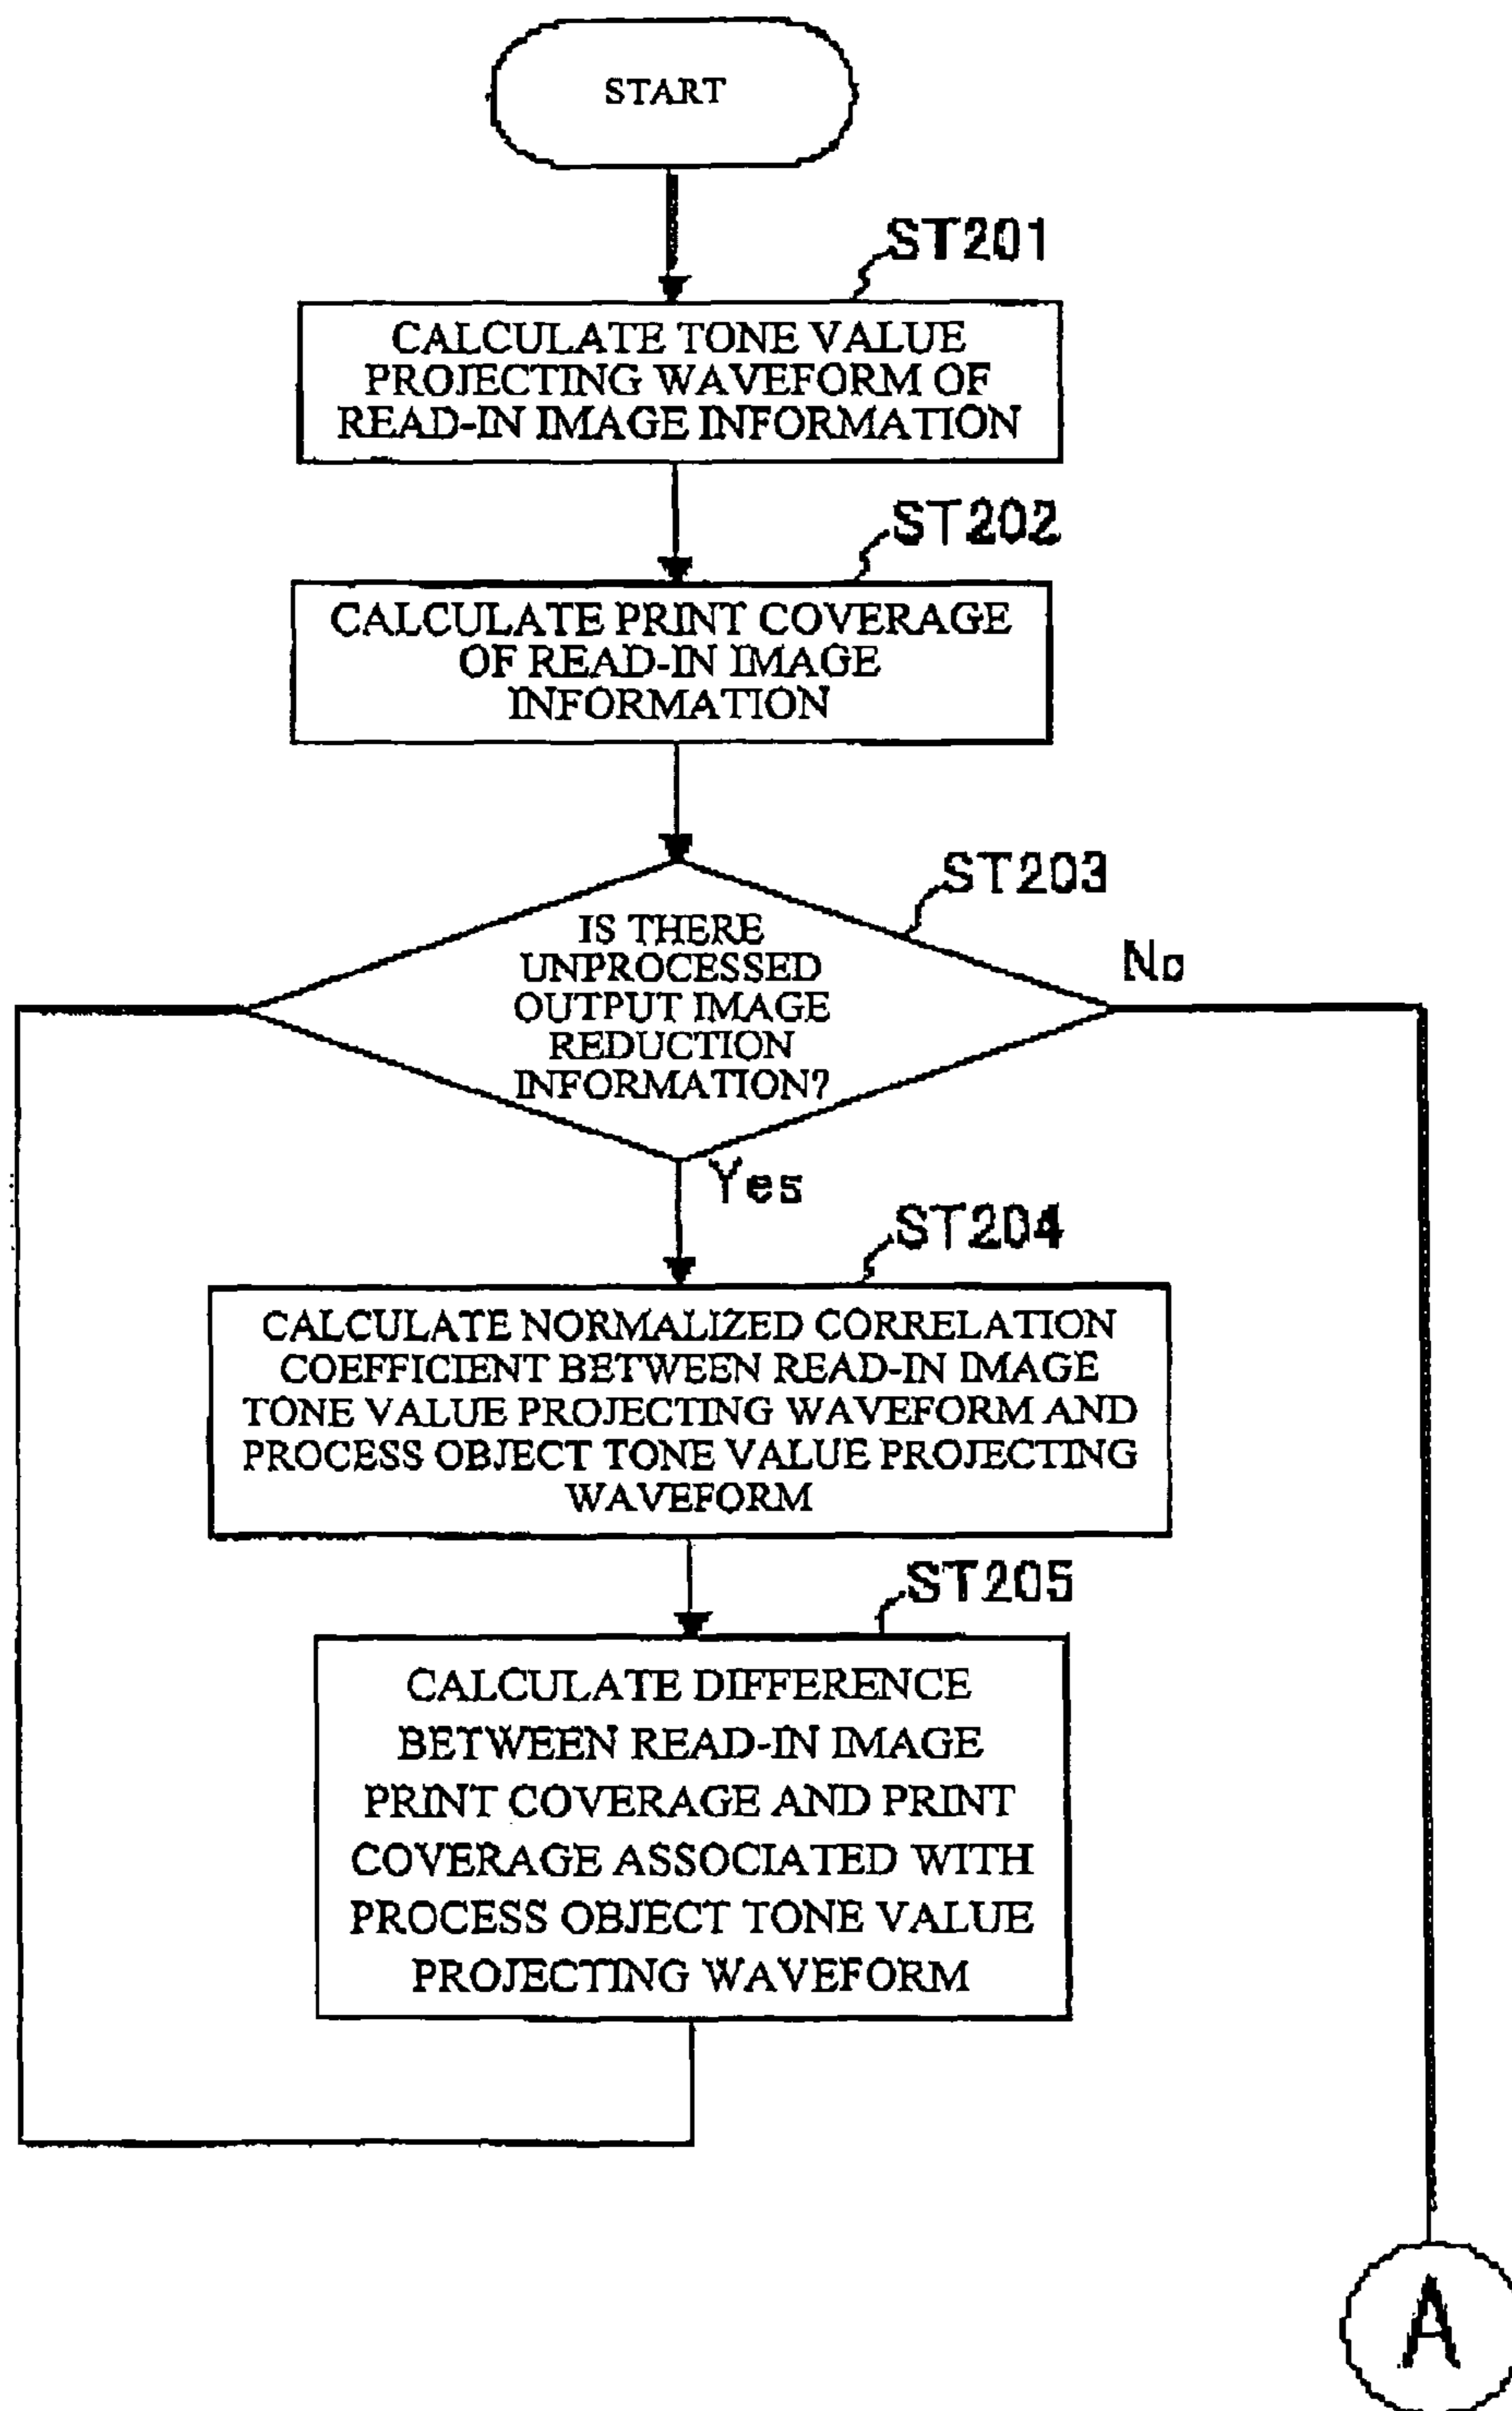 START
ST201
CALCULATE TONE VALUE
PROJECTING WAVEFORM OF
READ-IN IMAGE INFORMATION
ST202
CALCULATE PRINT COVERAGE
OF READ-IN IMAGE
INFORMATION
ST203
IS THERE
UNPROCESSED
OUTPUT IMAGE
REDUCTION
INFORMATION?
No
Yes
ST204
CALCULATE NORMALIZED CORRELATION
COEFFICIENT BETWEEN READ-IN IMAGE
TONE VALUE PROJECTING WAVEFORM AND
PROCESS OBJECT TONE VALUE PROJECTING
WAVEFORM
ST205
CALCULATE DIFFERENCE
BETWEEN READ-IN IMAGE
PRINT COVERAGE AND PRINT
COVERAGE ASSOCIATED WITH
PROCESS OBJECT TONE VALUE
PROJECTING WAVEFORM
A